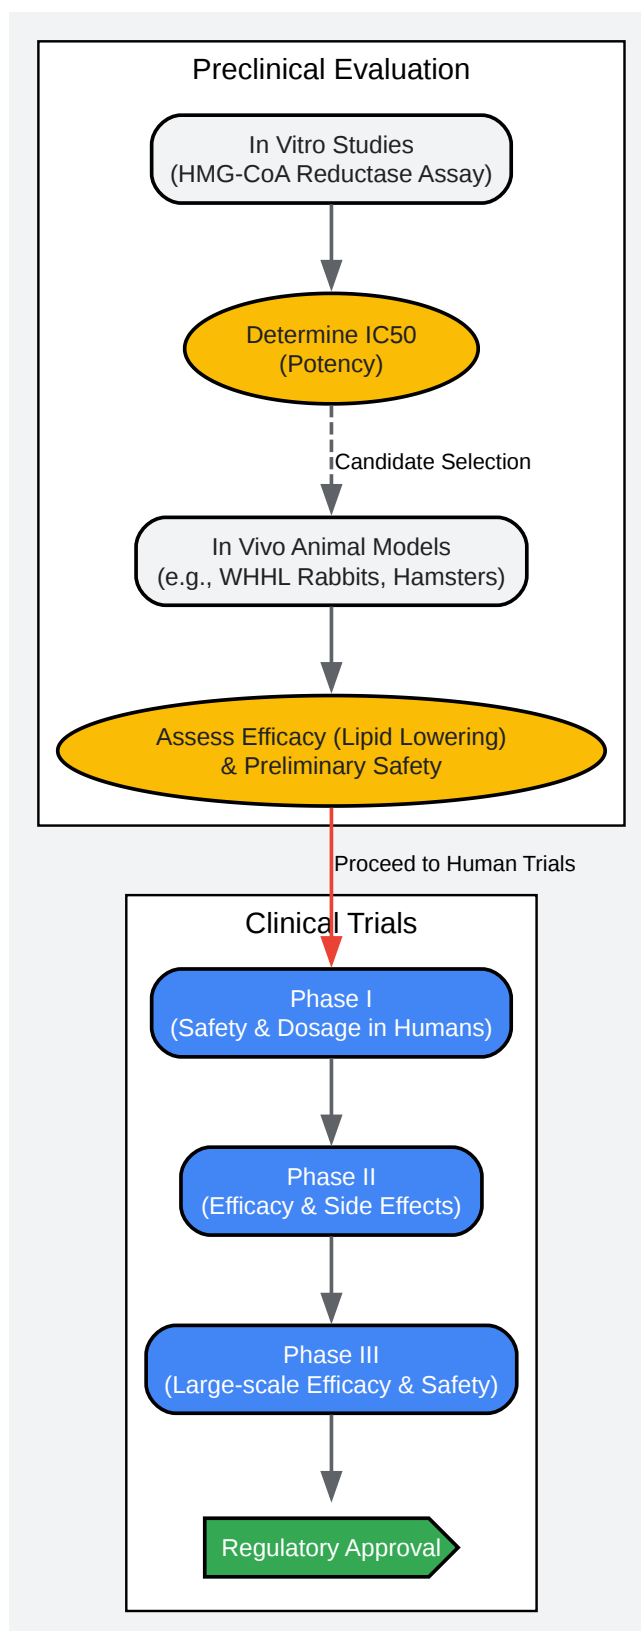 Preclinical Evaluation
In Vitro Studies
(HMG-CoA Reductase Assay)
Determine IC50
(Potency)
Candidate Selection
In Vivo Animal Models
(e.g., WHHL Rabbits, Hamsters)
Assess Efficacy (Lipid Lowering)
& Preliminary Safety
Proceed to Human Trials
Clinical Trials
Phase I
(Safety & Dosage in Humans)
Phase II
(Efficacy & Side Effects)
Phase III
(Large-scale Efficacy & Safety)
Regulatory Approval